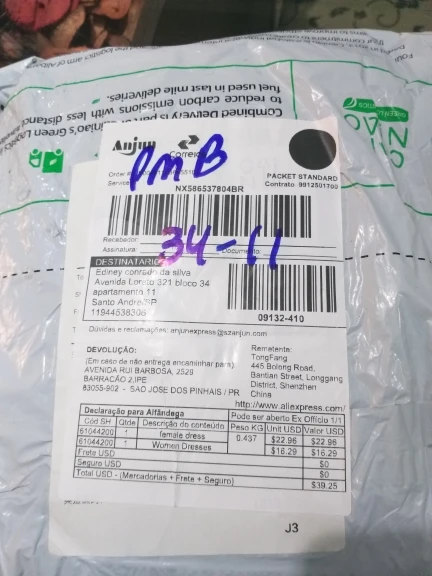 fuel used in last mile deliveries.
to reduce carbon emissions with less distance
Combined Delivery is part of Cainiao's Green Logistics
CAI
NIAO
Anjun
Correios
PMB
PACKET STANDARD
Contrato 9912501700
NX586537804BR
Recebedor:
Assinatura: Documento:
34-11
DESTINATÁRIO
Ediney conrado da silva
Avenida Loreto 321 bloco 34
apartamento 11
Santo Andre/SP
11944538308
09132-410
Dúvidas e reclamações: anjunexpress@szanjun.com
DEVOLUÇÃO:
(Em caso de não entrega encaminhar para)
AVENIDA RUI BARBOSA, 2529
BARRACÃO 2,IPE
83055-902 - SAO JOSE DOS PINHAIS / PR
Remetente:
TongFang
445 Bolong Road,
Bantian Street, Longgang
District, Shenzhen
China
http://www.aliexpress.com/
Declaração para Alfândega Pode ser aberto Ex Officio 1/1
Cód SH Qtde Descrição do conteúdo Peso KG Unit USD Valor USD
61044200 1 female dress 0.437 $22.96 $22.96
61044200 1 Women Dresses $16.29 $16.29
Frete USD $0
Seguro USD $0
Total USD - (Mercadorias + Frete + Seguro) $39.25
J3